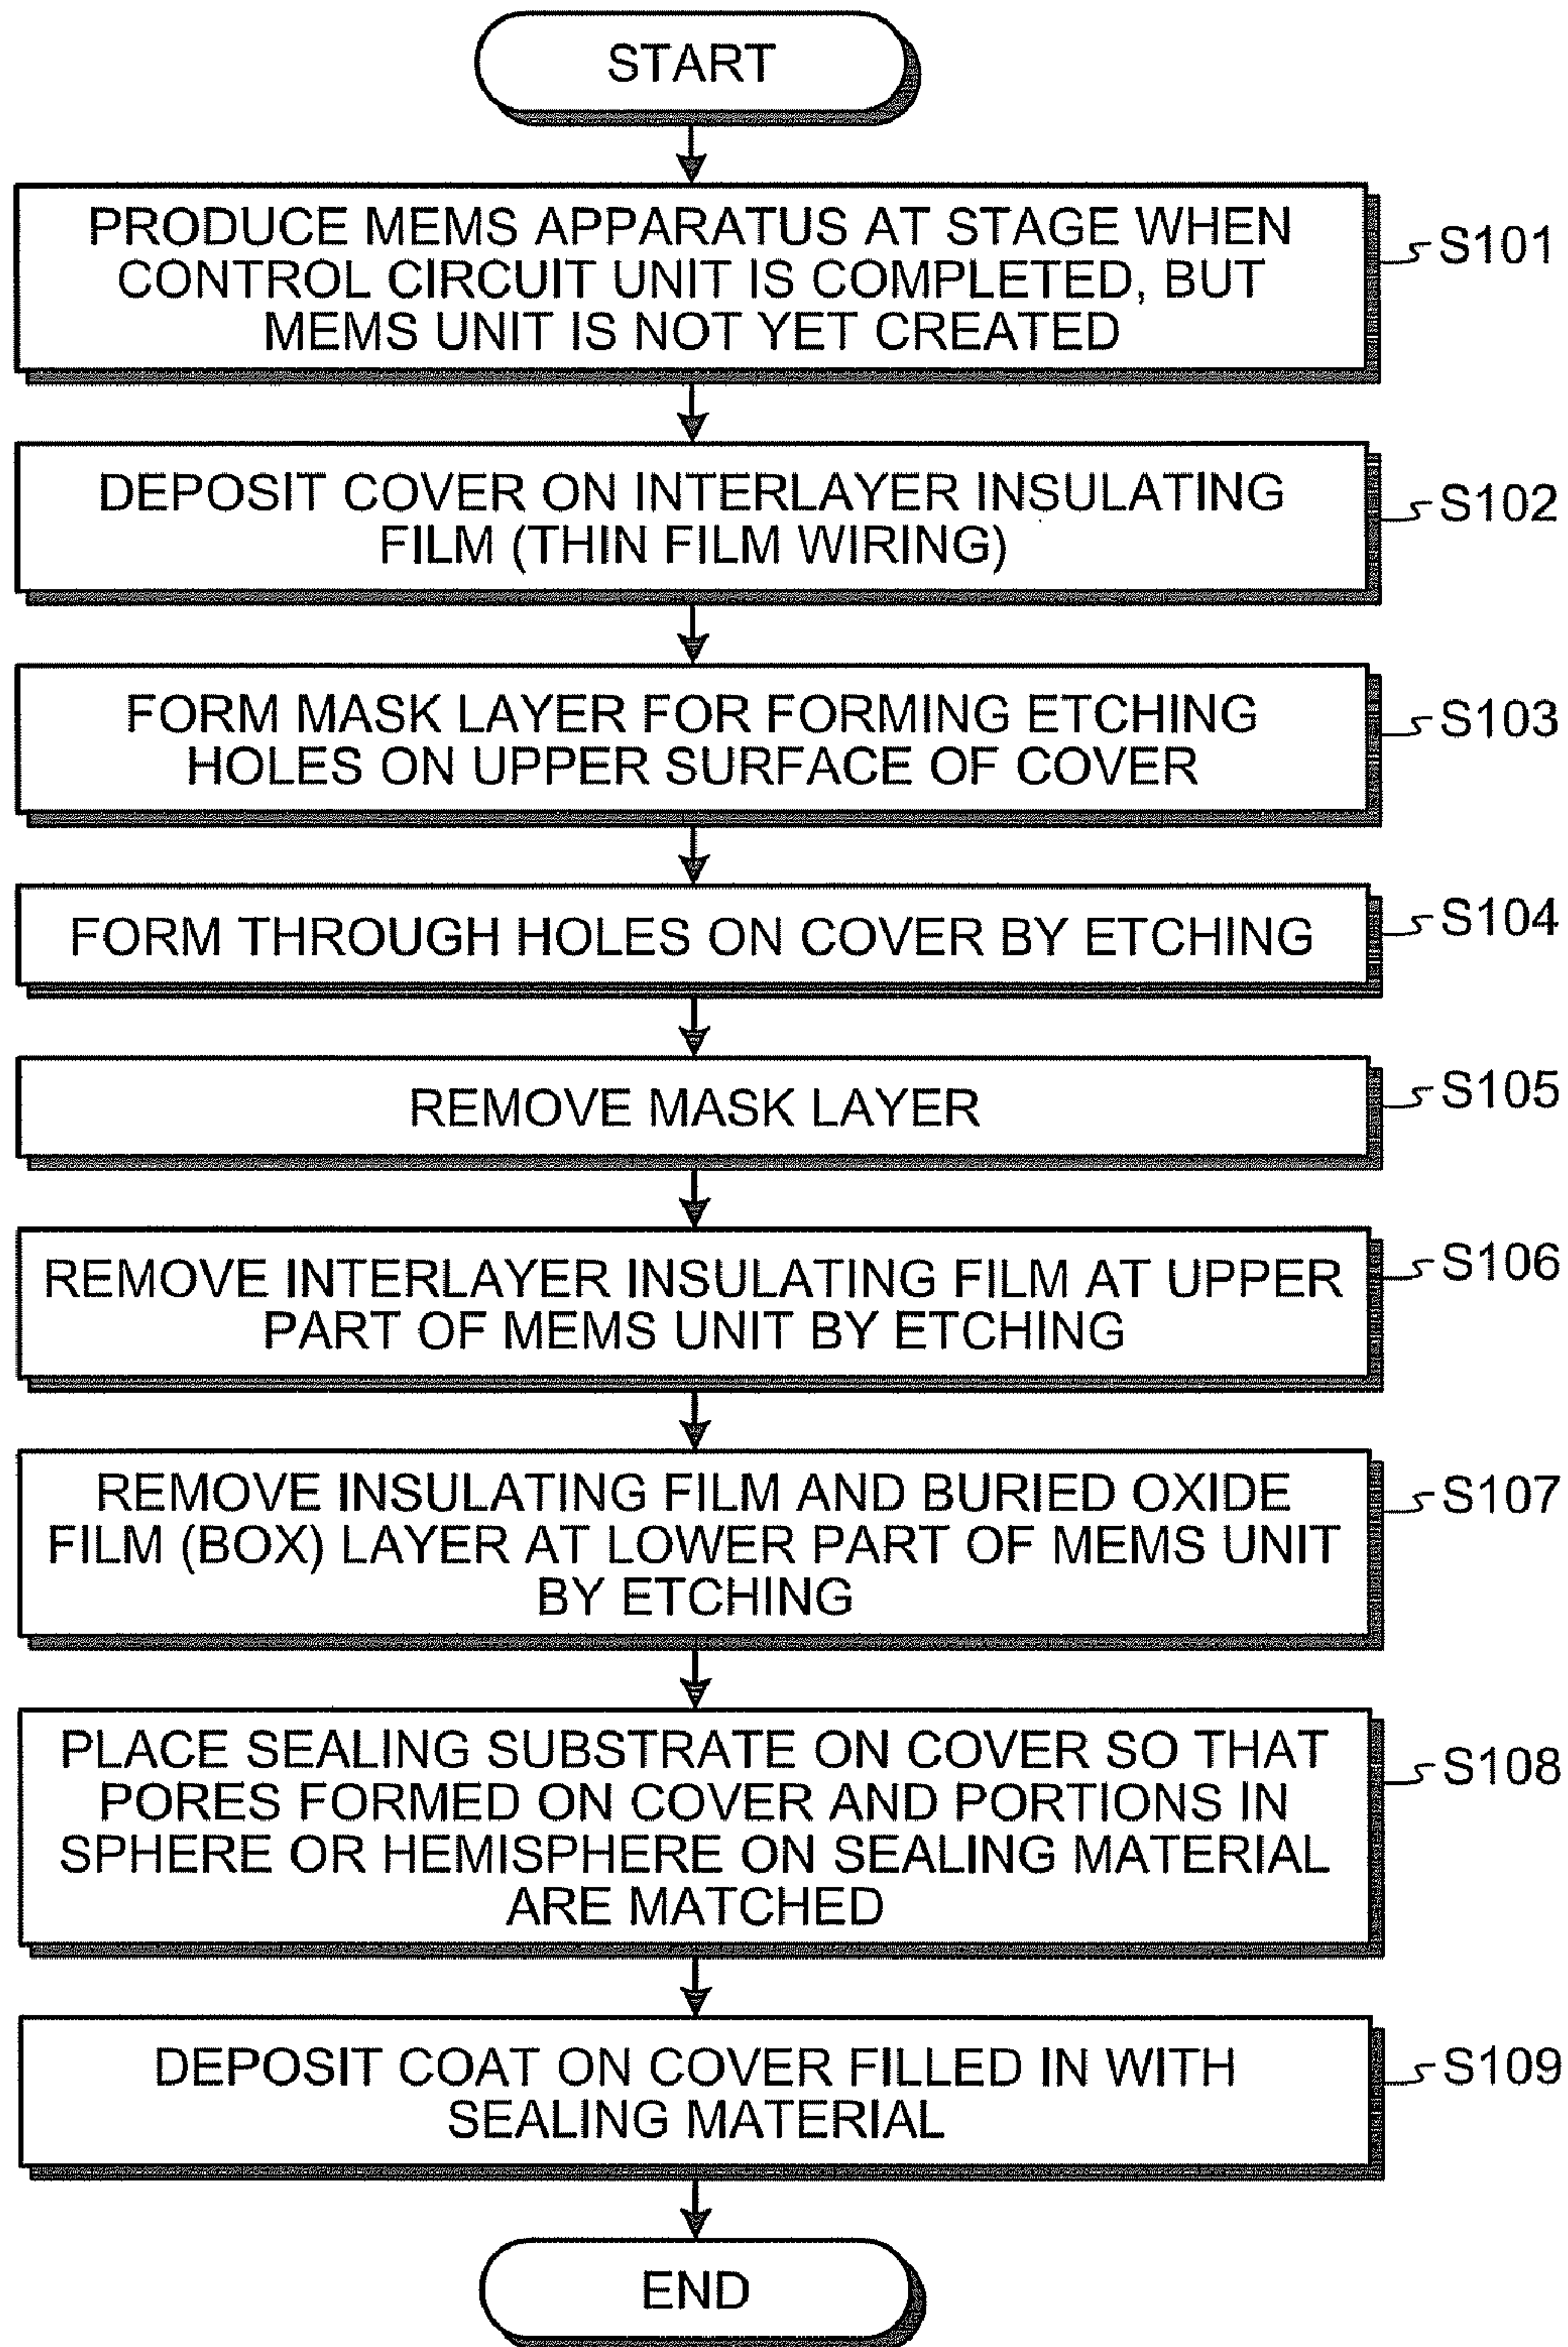 START
PRODUCE MEMS APPARATUS AT STAGE WHEN
CONTROL CIRCUIT UNIT IS COMPLETED, BUT
MEMS UNIT IS NOT YET CREATED
S101
DEPOSIT COVER ON INTERLAYER INSULATING
FILM (THIN FILM WIRING)
S102
FORM MASK LAYER FOR FORMING ETCHING
HOLES ON UPPER SURFACE OF COVER
S103
FORM THROUGH HOLES ON COVER BY ETCHING
S104
REMOVE MASK LAYER
S105
REMOVE INTERLAYER INSULATING FILM AT UPPER
PART OF MEMS UNIT BY ETCHING
S106
REMOVE INSULATING FILM AND BURIED OXIDE
FILM (BOX) LAYER AT LOWER PART OF MEMS UNIT
BY ETCHING
S107
PLACE SEALING SUBSTRATE ON COVER SO THAT
PORES FORMED ON COVER AND PORTIONS IN
SPHERE OR HEMISPHERE ON SEALING MATERIAL
ARE MATCHED
S108
DEPOSIT COAT ON COVER FILLED IN WITH
SEALING MATERIAL
S109
END